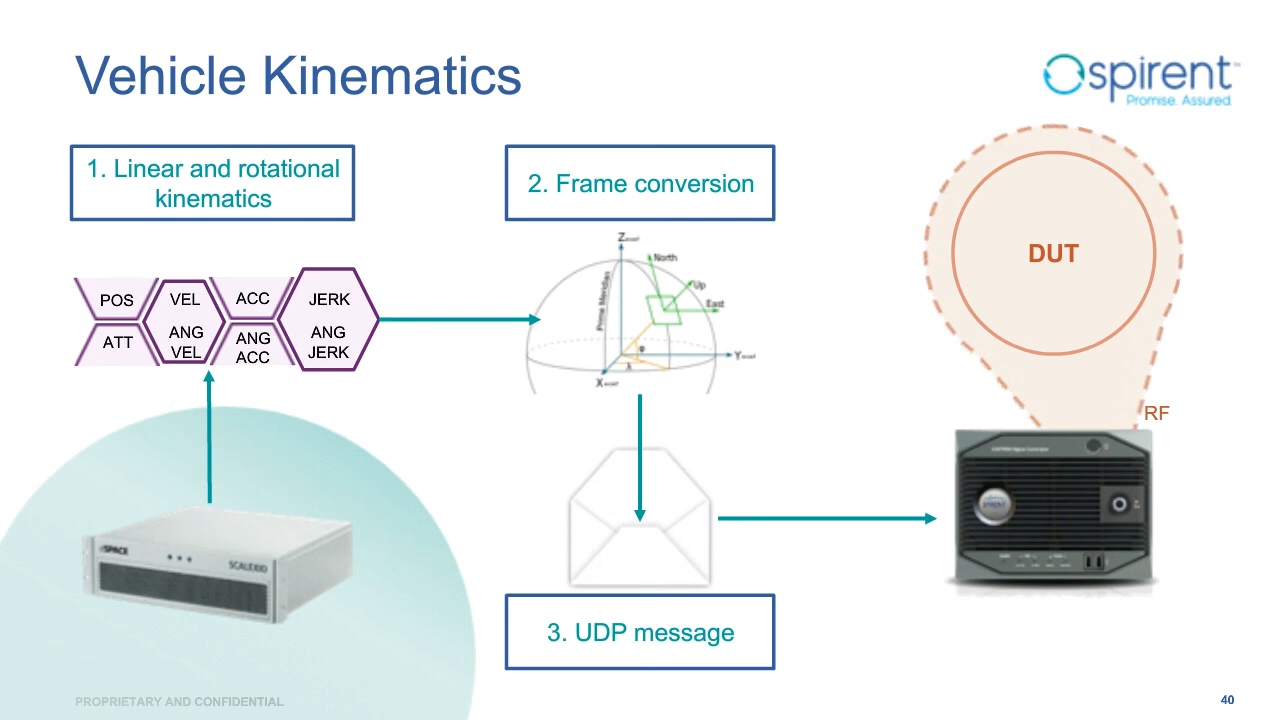 Vehicle Kinematics
spirent™
Promise. Assured.
1. Linear and rotational
kinematics
2. Frame conversion
DUT
POS
VEL
ACC
JERK
ATT
ANG
VEL
ANG
ACC
ANG
JERK
Z
North
Up
East
Prime Meridian
φ
λ
Y
X
RF
dSPACE
SCALEXIO
3. UDP message
PROPRIETARY AND CONFIDENTIAL
40